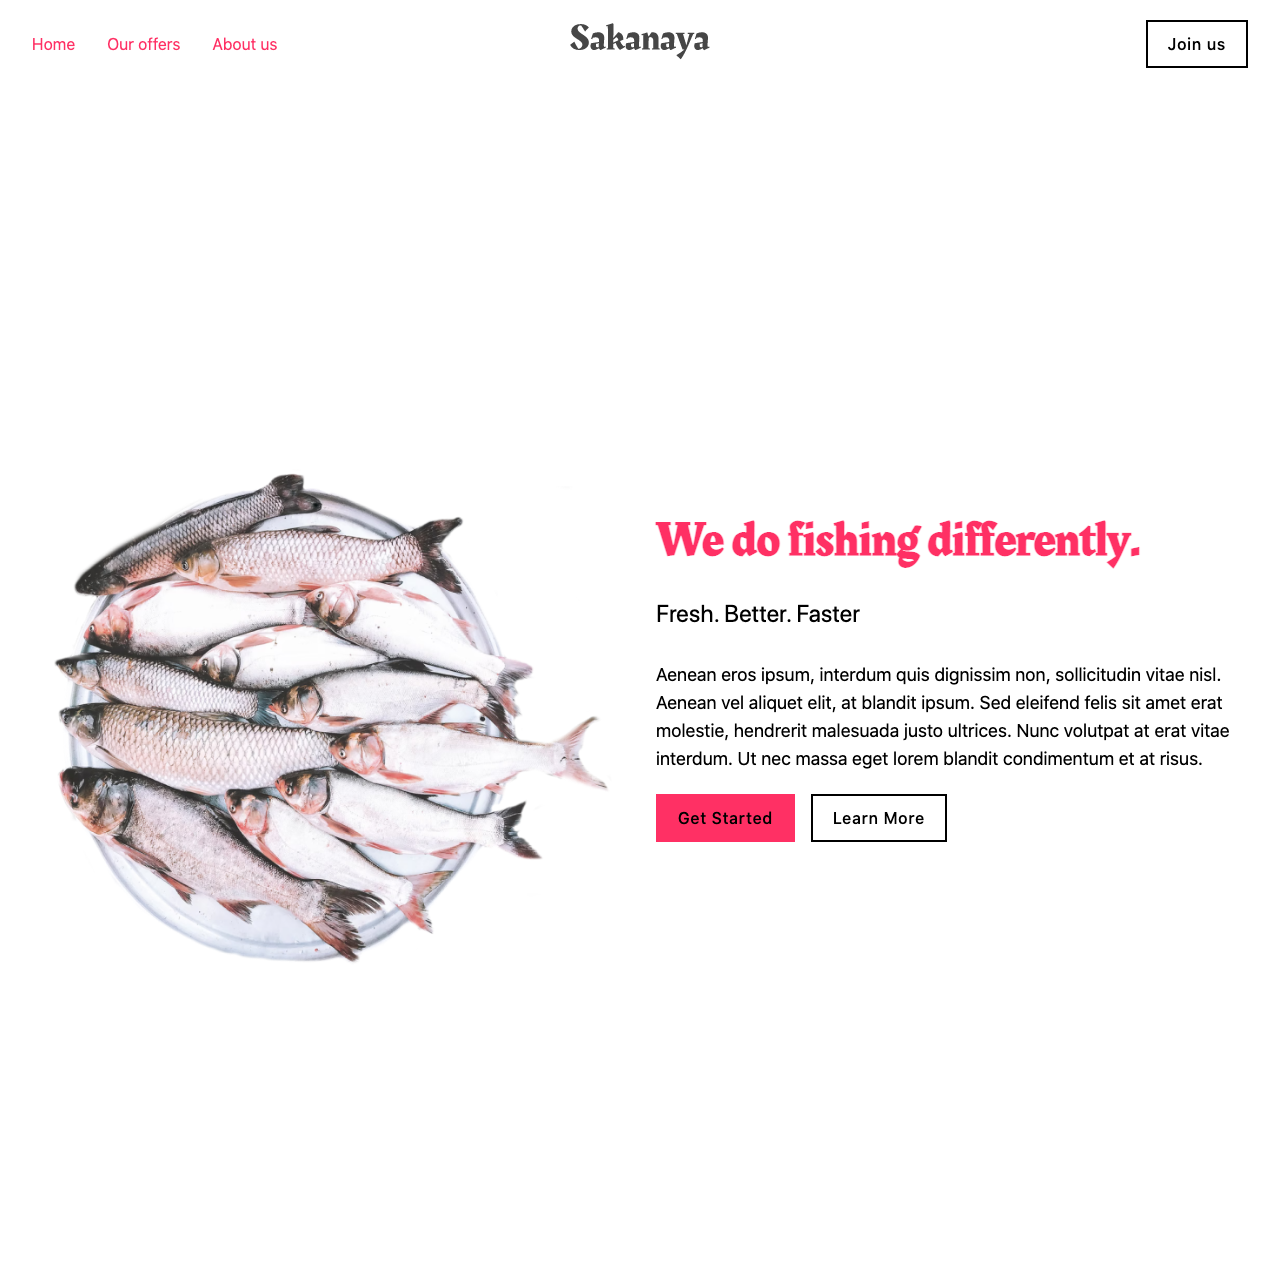 Home Our offers About us Sakanaya Join us
We do fishing differently.
Fresh. Better. Faster
Aenean eros ipsum, interdum quis dignissim non, sollicitudin vitae nisl.
Aenean vel aliquet elit, at blandit ipsum. Sed eleifend felis sit amet erat
molestie, hendrerit malesuada justo ultrices. Nunc volutpat at erat vitae
interdum. Ut nec massa eget lorem blandit condimentum et at risus.
Get Started Learn More